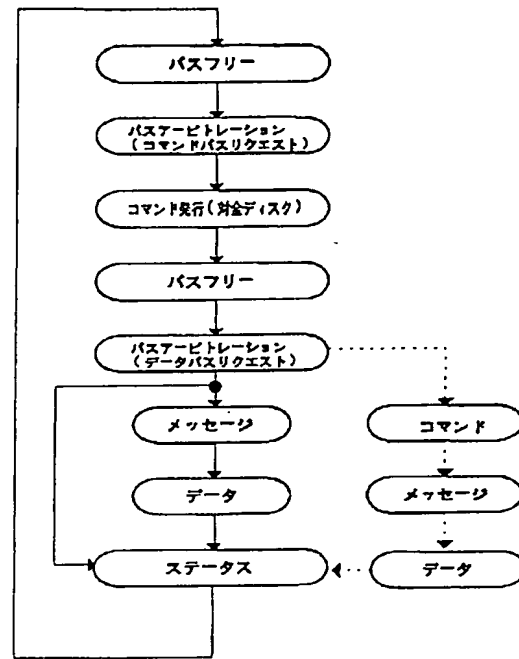 バスフリー
バスアービトレーション
(コマンドバスリクエスト)
コマンド発行(対全ディスク)
バスフリー
バスアービトレーション
(データバスリクエスト)
メッセージ
コマンド
データ
メッセージ
ステータス
データ